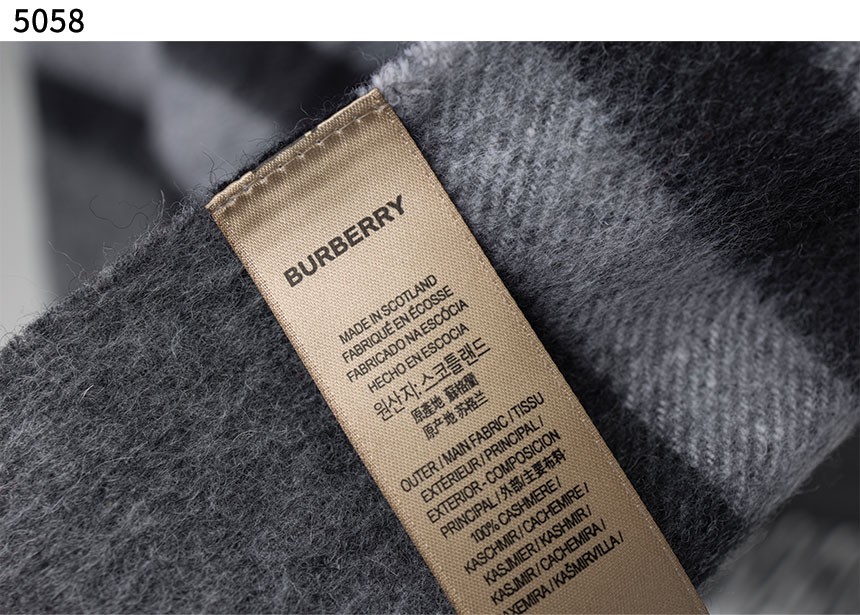 5058
BURBERRY
MADE IN SCOTLAND
FABRIQUÉ EN ÉCOSSE
FABRICADO NA ESCÓCIA
HECHO EN ESCOCIA
원산지: 스코틀랜드
原產地 蘇格蘭
原产地 苏格兰
OUTER / MAIN FABRIC / TISSU
EXTÉRIEUR / PRINCIPAL /
EXTERIOR - COMPOSICION
PRINCIPAL / 外部/主要布料
100% CASHMERE /
KASCHMIR / CACHEMIRE /
KASJMIER / KASHMIR /
KASJMIR / CACHEMIRA /
AXEMIRA / KAŠMIRVILLA /